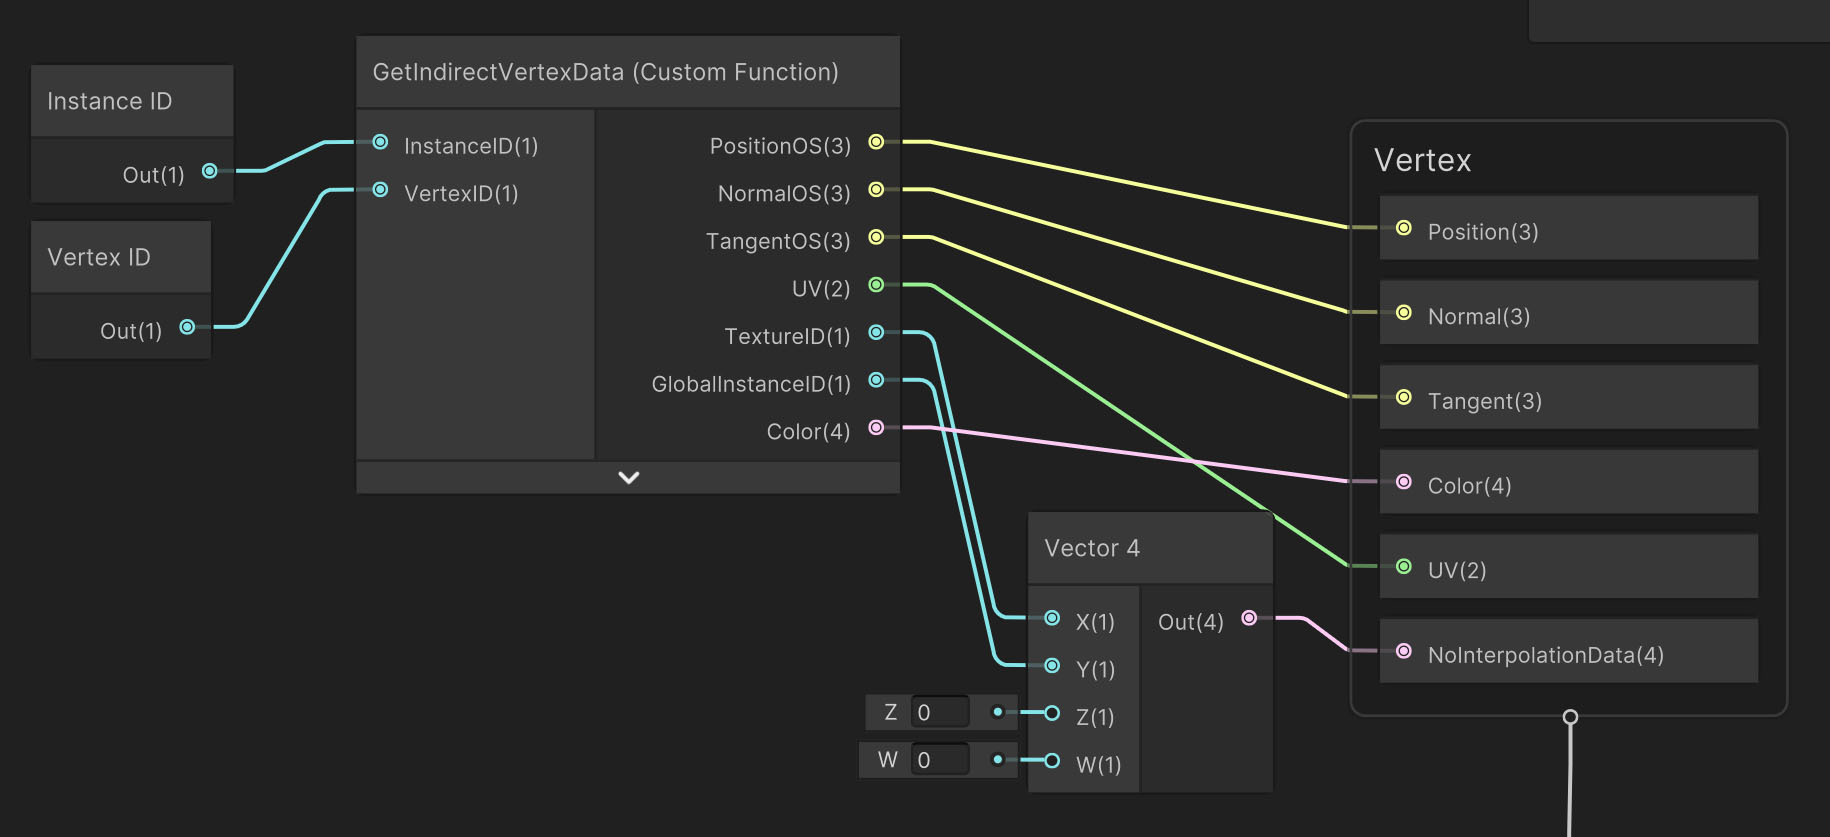 Instance ID
Out(1)
Vertex ID
Out(1)
GetIndirectVertexData (Custom Function)
InstanceID(1)
VertexID(1)
PositionOS(3)
NormalOS(3)
TangentOS(3)
UV(2)
TextureID(1)
GlobalInstanceID(1)
Color(4)
Vector 4
X(1)
Y(1)
Z(1)
W(1)
Out(4)
Z 0
W 0
Vertex
Position(3)
Normal(3)
Tangent(3)
Color(4)
UV(2)
NoInterpolationData(4)